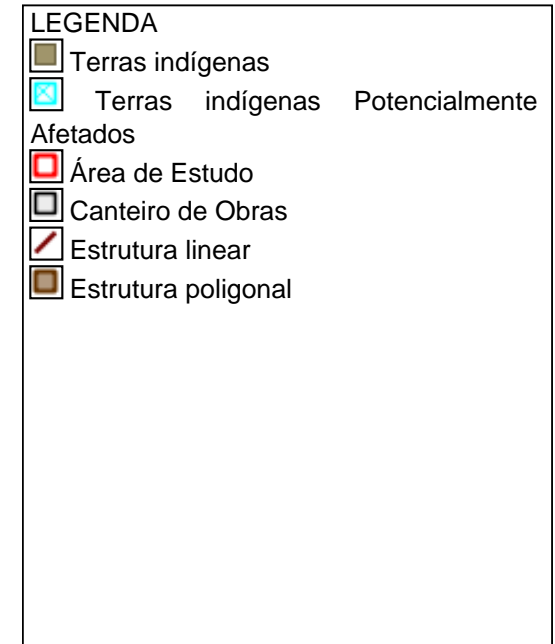 LEGENDA
Terras indígenas
Terras indígenas Potencialmente
Afetados
Área de Estudo
Canteiro de Obras
Estrutura linear
Estrutura poligonal